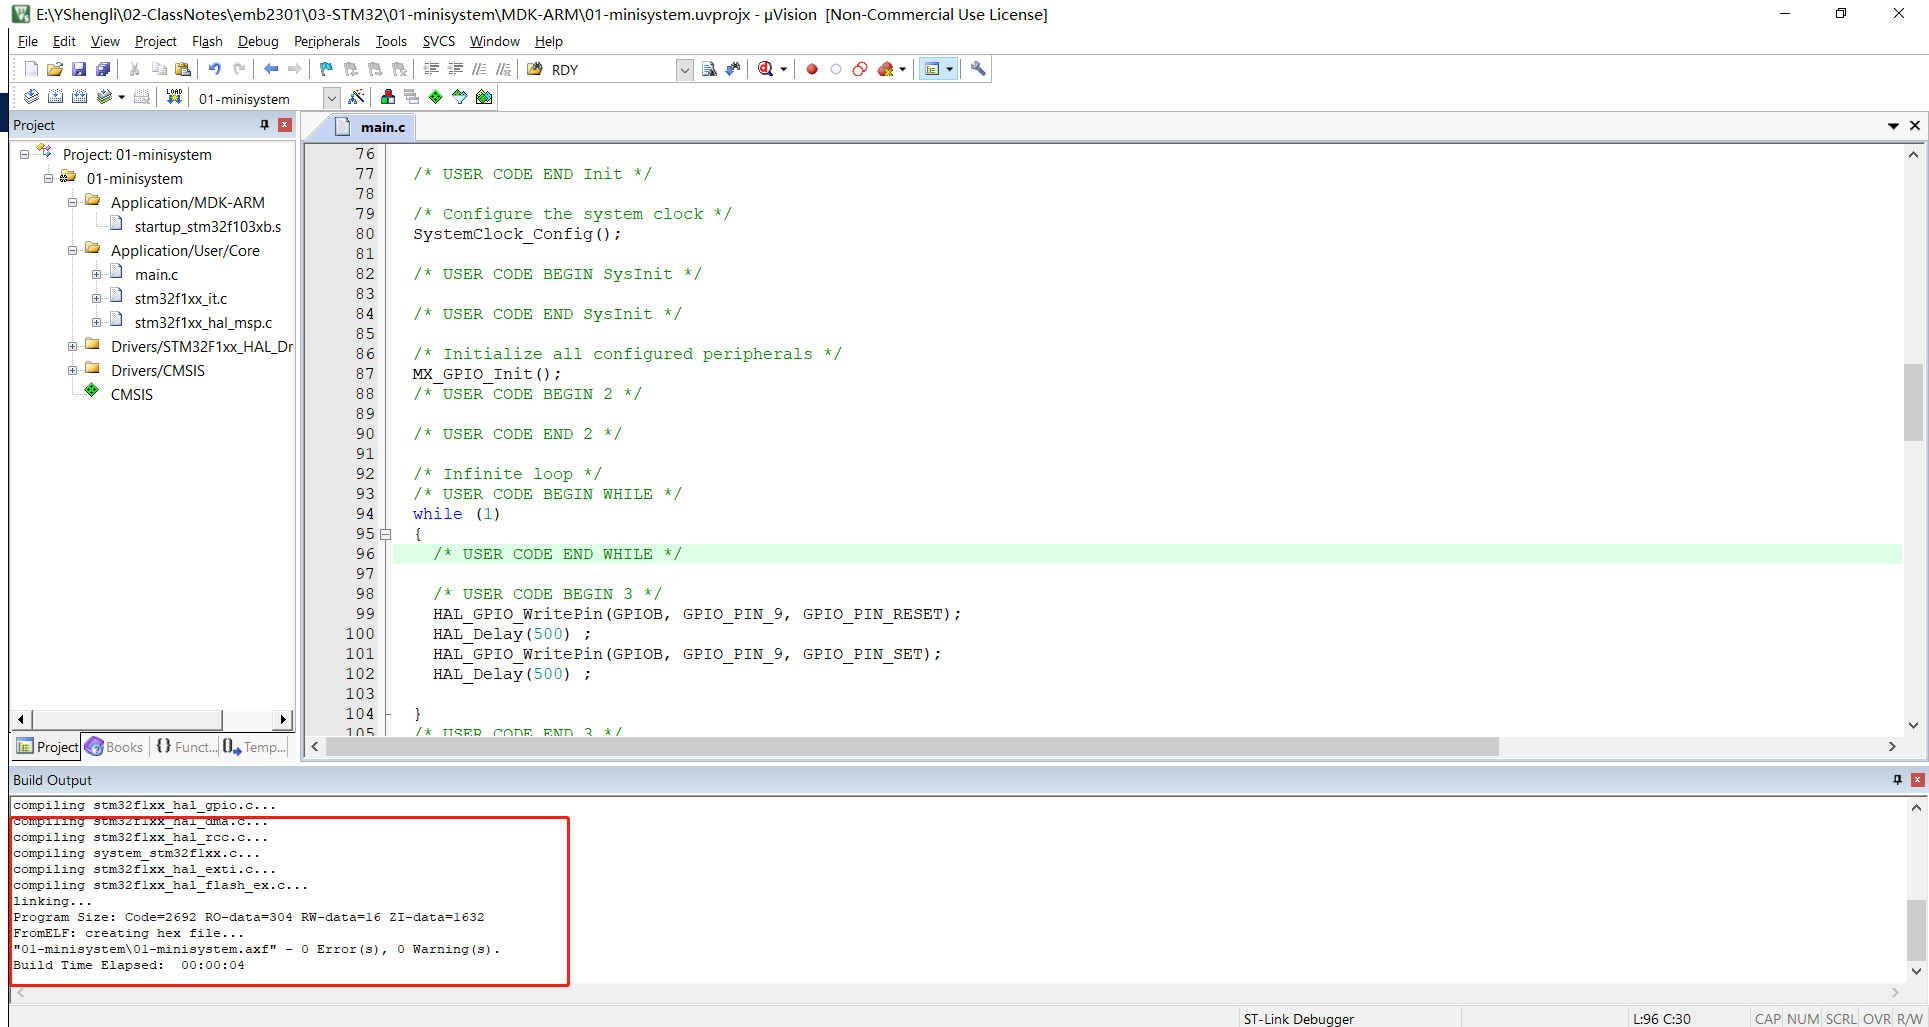 E:\YShengli\02-ClassNotes\emb2301\03-STM32\01-minisystem\MDK-ARM\01-minisystem.uvprojx - µVision  [Non-Commercial Use License]
File Edit View Project Flash Debug Peripherals Tools SVCS Window Help
RDY
LOAD 01-minisystem
Project
main.c
Project: 01-minisystem
01-minisystem
Application/MDK-ARM
startup_stm32f103xb.s
Application/User/Core
main.c
stm32f1xx_it.c
stm32f1xx_hal_msp.c
Drivers/STM32F1xx_HAL_Dr
Drivers/CMSIS
CMSIS
Project Books {} Funct... Temp...
76
77 /* USER CODE END Init */
78
79 /* Configure the system clock */
80 SystemClock_Config();
81
82 /* USER CODE BEGIN SysInit */
83
84 /* USER CODE END SysInit */
85
86 /* Initialize all configured peripherals */
87 MX_GPIO_Init();
88 /* USER CODE BEGIN 2 */
89
90 /* USER CODE END 2 */
91
92 /* Infinite loop */
93 /* USER CODE BEGIN WHILE */
94 while (1)
95 {
96 /* USER CODE END WHILE */
97
98 /* USER CODE BEGIN 3 */
99 HAL_GPIO_WritePin(GPIOB, GPIO_PIN_9, GPIO_PIN_RESET);
100 HAL_Delay(500) ;
101 HAL_GPIO_WritePin(GPIOB, GPIO_PIN_9, GPIO_PIN_SET);
102 HAL_Delay(500) ;
103
104 }
105 /* USER CODE END 3 */
Build Output
compiling stm32f1xx_hal_gpio.c...
compiling stm32f1xx_hal_dma.c...
compiling stm32f1xx_hal_rcc.c...
compiling system_stm32f1xx.c...
compiling stm32f1xx_hal_exti.c...
compiling stm32f1xx_hal_flash_ex.c...
linking...
Program Size: Code=2692 RO-data=304 RW-data=16 ZI-data=1632
FromELF: creating hex file...
"01-minisystem\01-minisystem.axf" - 0 Error(s), 0 Warning(s).
Build Time Elapsed:  00:00:04
ST-Link Debugger L:96 C:30 CAP NUM SCRL OVR R/W